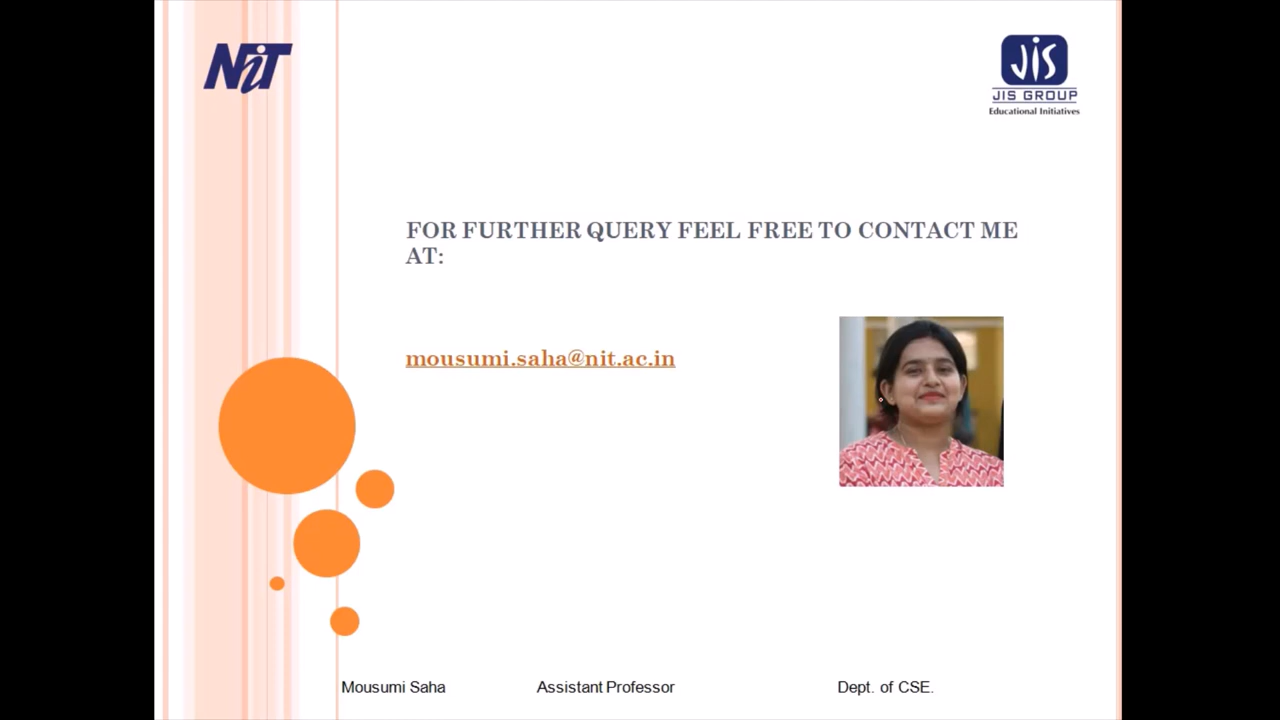 NiT
JiS
JIS GROUP
Educational Initiatives
FOR FURTHER QUERY FEEL FREE TO CONTACT ME
AT:
mousumi.saha@nit.ac.in
Mousumi Saha Assistant Professor Dept. of CSE.